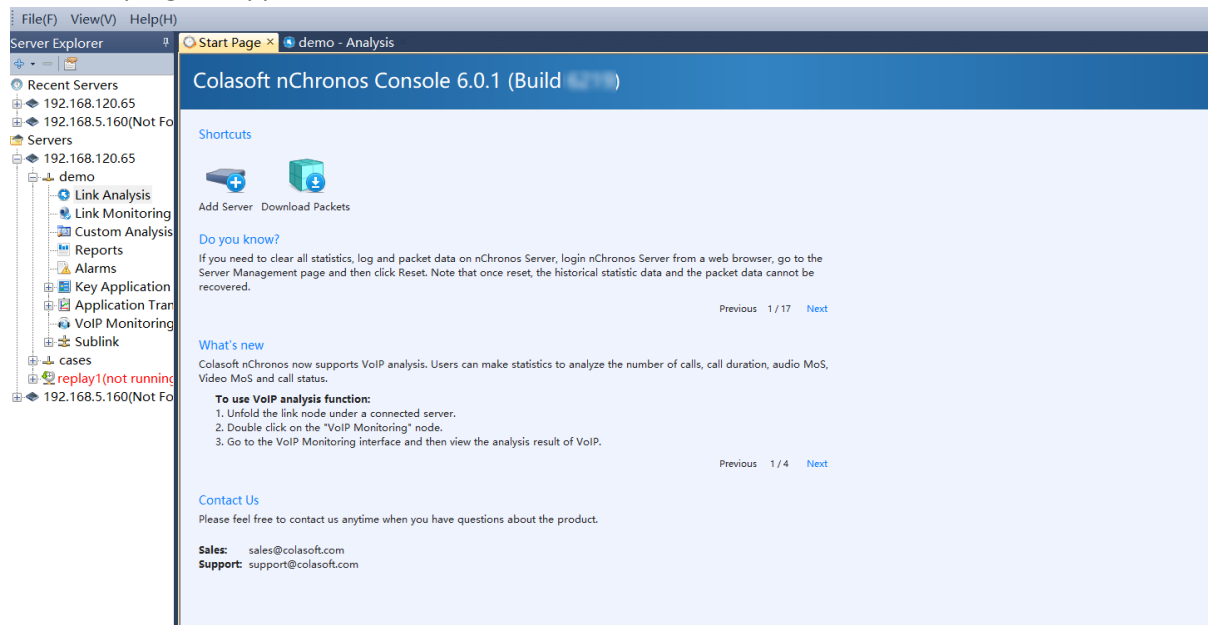 File(F) View(V) Help(H)
Server Explorer
Start Page
demo - Analysis
Recent Servers
192.168.120.65
192.168.5.160(Not Fo
Servers
192.168.120.65
demo
Link Analysis
Link Monitoring
Custom Analysis
Reports
Alarms
Key Application
Application Tran
VoIP Monitoring
Sublink
cases
replay1(not running
192.168.5.160(Not Fo
Colasoft nChronos Console 6.0.1 (Build )
Shortcuts
Add Server Download Packets
Do you know?
If you need to clear all statistics, log and packet data on nChronos Server, login nChronos Server from a web browser, go to the
Server Management page and then click Reset. Note that once reset, the historical statistic data and the packet data cannot be
recovered.
Previous 1 / 17 Next
What's new
Colasoft nChronos now supports VoIP analysis. Users can make statistics to analyze the number of calls, call duration, audio MoS,
Video MoS and call status.
To use VoIP analysis function:
1. Unfold the link node under a connected server.
2. Double click on the "VoIP Monitoring" node.
3. Go to the VoIP Monitoring interface and then view the analysis result of VoIP.
Previous 1 / 4 Next
Contact Us
Please feel free to contact us anytime when you have questions about the product.
Sales: sales@colasoft.com
Support: support@colasoft.com